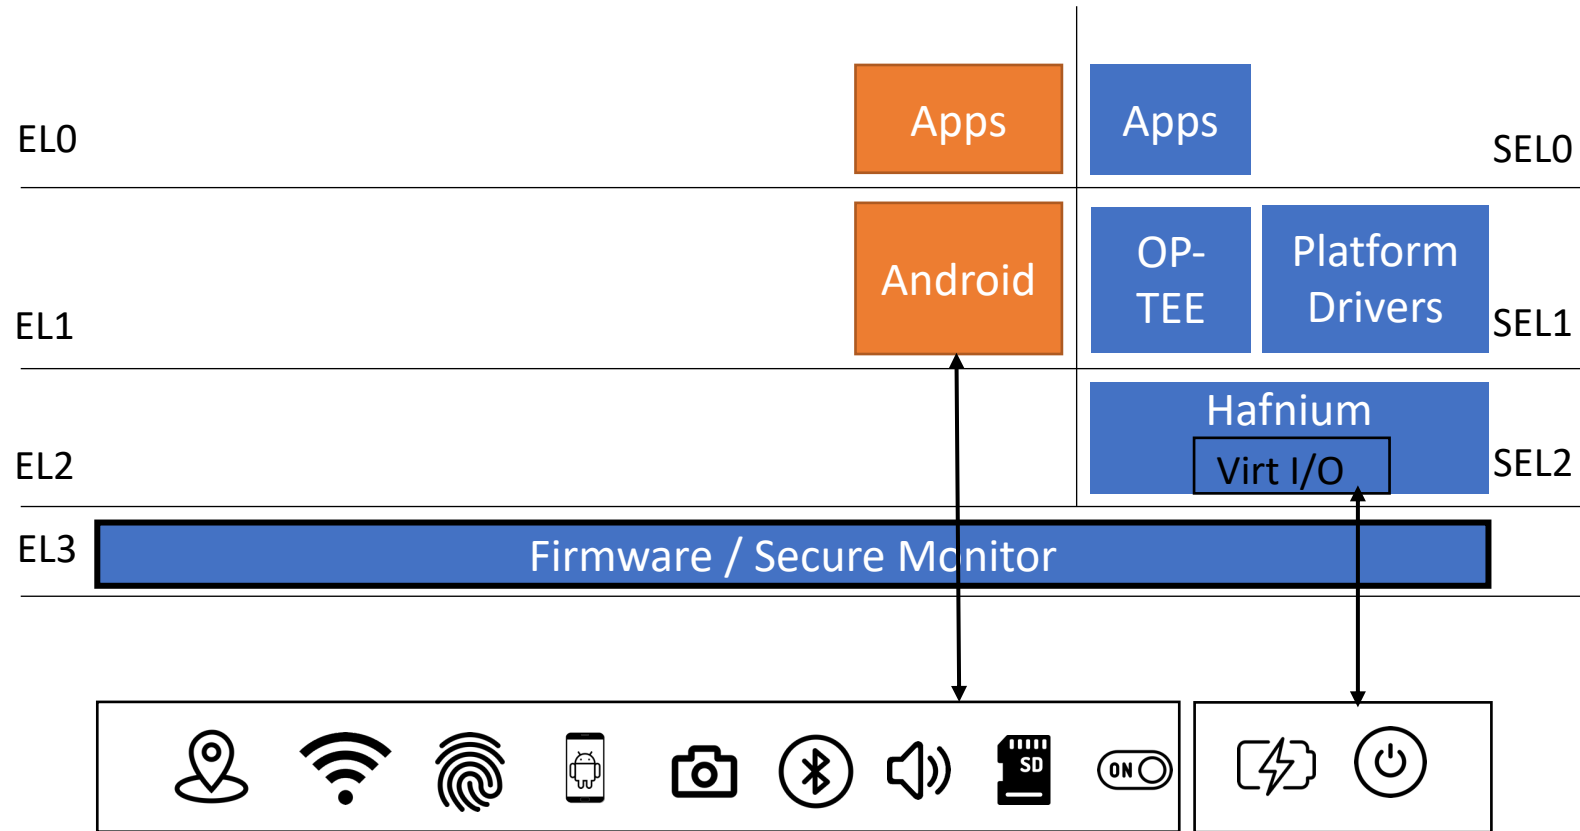 EL0
Apps
Apps
SEL0
EL1
Android
OP-
TEE
Platform
Drivers
SEL1
EL2
Hafnium
Virt I/O
SEL2
EL3
Firmware / Secure Monitor
SD
ON